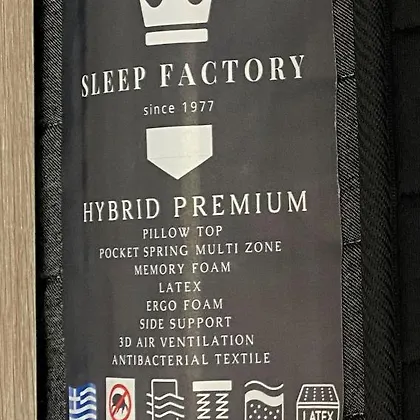 SLEEP FACTORY
since 1977
HYBRID PREMIUM
PILLOW TOP
POCKET SPRING MULTI ZONE
MEMORY FOAM
LATEX
ERGO FOAM
SIDE SUPPORT
3D AIR VENTILATION
ANTIBACTERIAL TEXTILE
LATEX